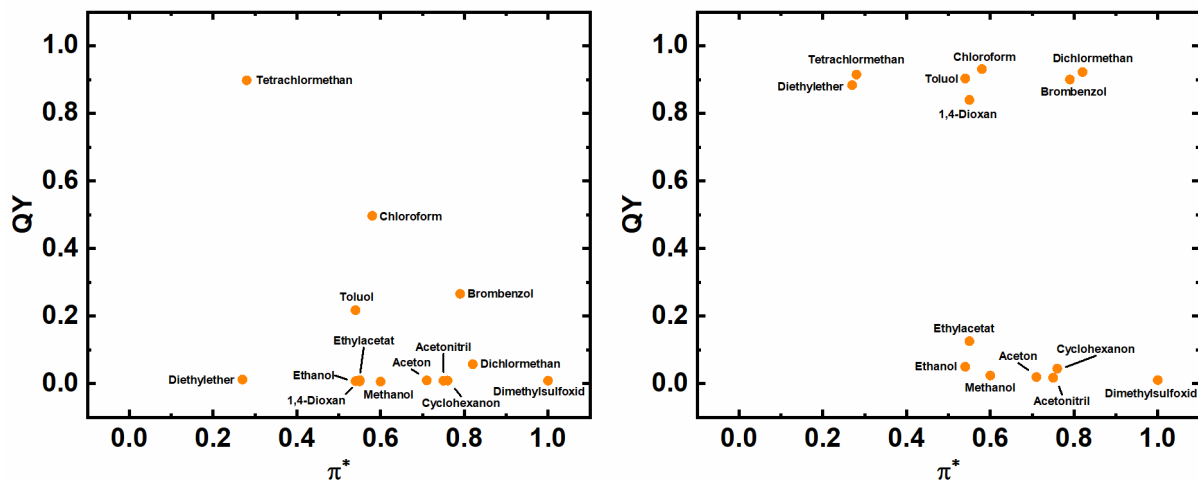 1.0
0.8
0.6
0.4
0.2
0.0
QY
Tetrachlormethan
Chloroform
Brombenzol
Toluol
Ethylacetat
Acetonitril
Aceton
Dichlormethan
Diethylether
Ethanol
1,4-Dioxan
Methanol
Cyclohexanon
Dimethylsulfoxid
0.0 0.2 0.4 0.6 0.8 1.0
π*
1.0
0.8
0.6
0.4
0.2
0.0
QY
Tetrachlormethan
Chloroform
Dichlormethan
Diethylether
Toluol
Brombenzol
1,4-Dioxan
Ethylacetat
Cyclohexanon
Ethanol
Aceton
Methanol
Acetonitril
Dimethylsulfoxid
0.0 0.2 0.4 0.6 0.8 1.0
π*